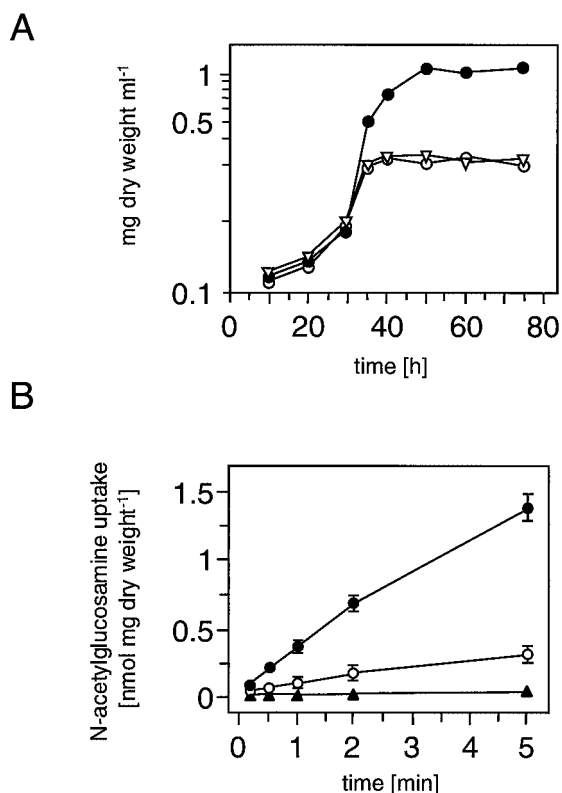 A
mg dry weight ml-1
1
0.5
0.1
0 20 40 60 80
time [h]
B
N-acetylglucosamine uptake
[nmol mg dry weight-1]
1.5
1
0.5
0
0 1 2 3 4 5
time [min]